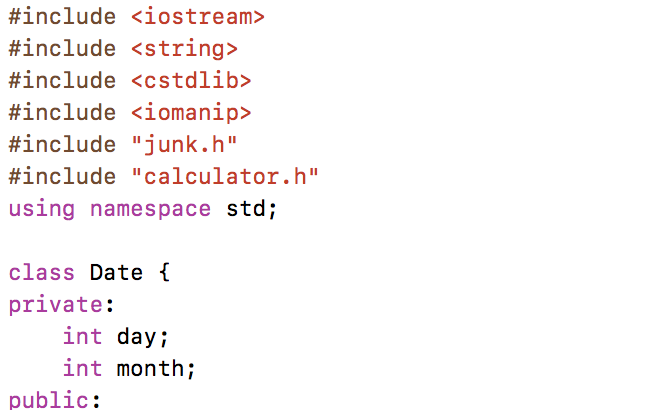 #include <iostream>
#include <string>
#include <cstdlib>
#include <iomanip>
#include "junk.h"
#include "calculator.h"
using namespace std;

class Date {
private:
    int day;
    int month;
public: